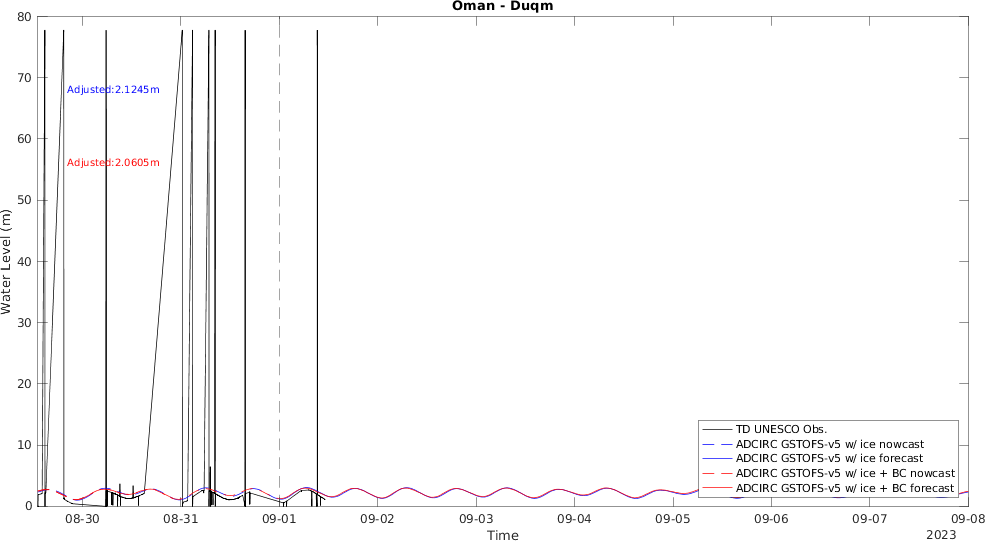 Oman - Duqm
80
70
60
50
40
30
20
10
0
Water Level (m)
Adjusted:2.1245m
Adjusted:2.0605m
TD UNESCO Obs.
ADCIRC GSTOFS-v5 w/ ice nowcast
ADCIRC GSTOFS-v5 w/ ice forecast
ADCIRC GSTOFS-v5 w/ ice + BC nowcast
ADCIRC GSTOFS-v5 w/ ice + BC forecast
08-30 08-31 09-01 09-02 09-03 09-04 09-05 09-06 09-07 09-08
Time
2023